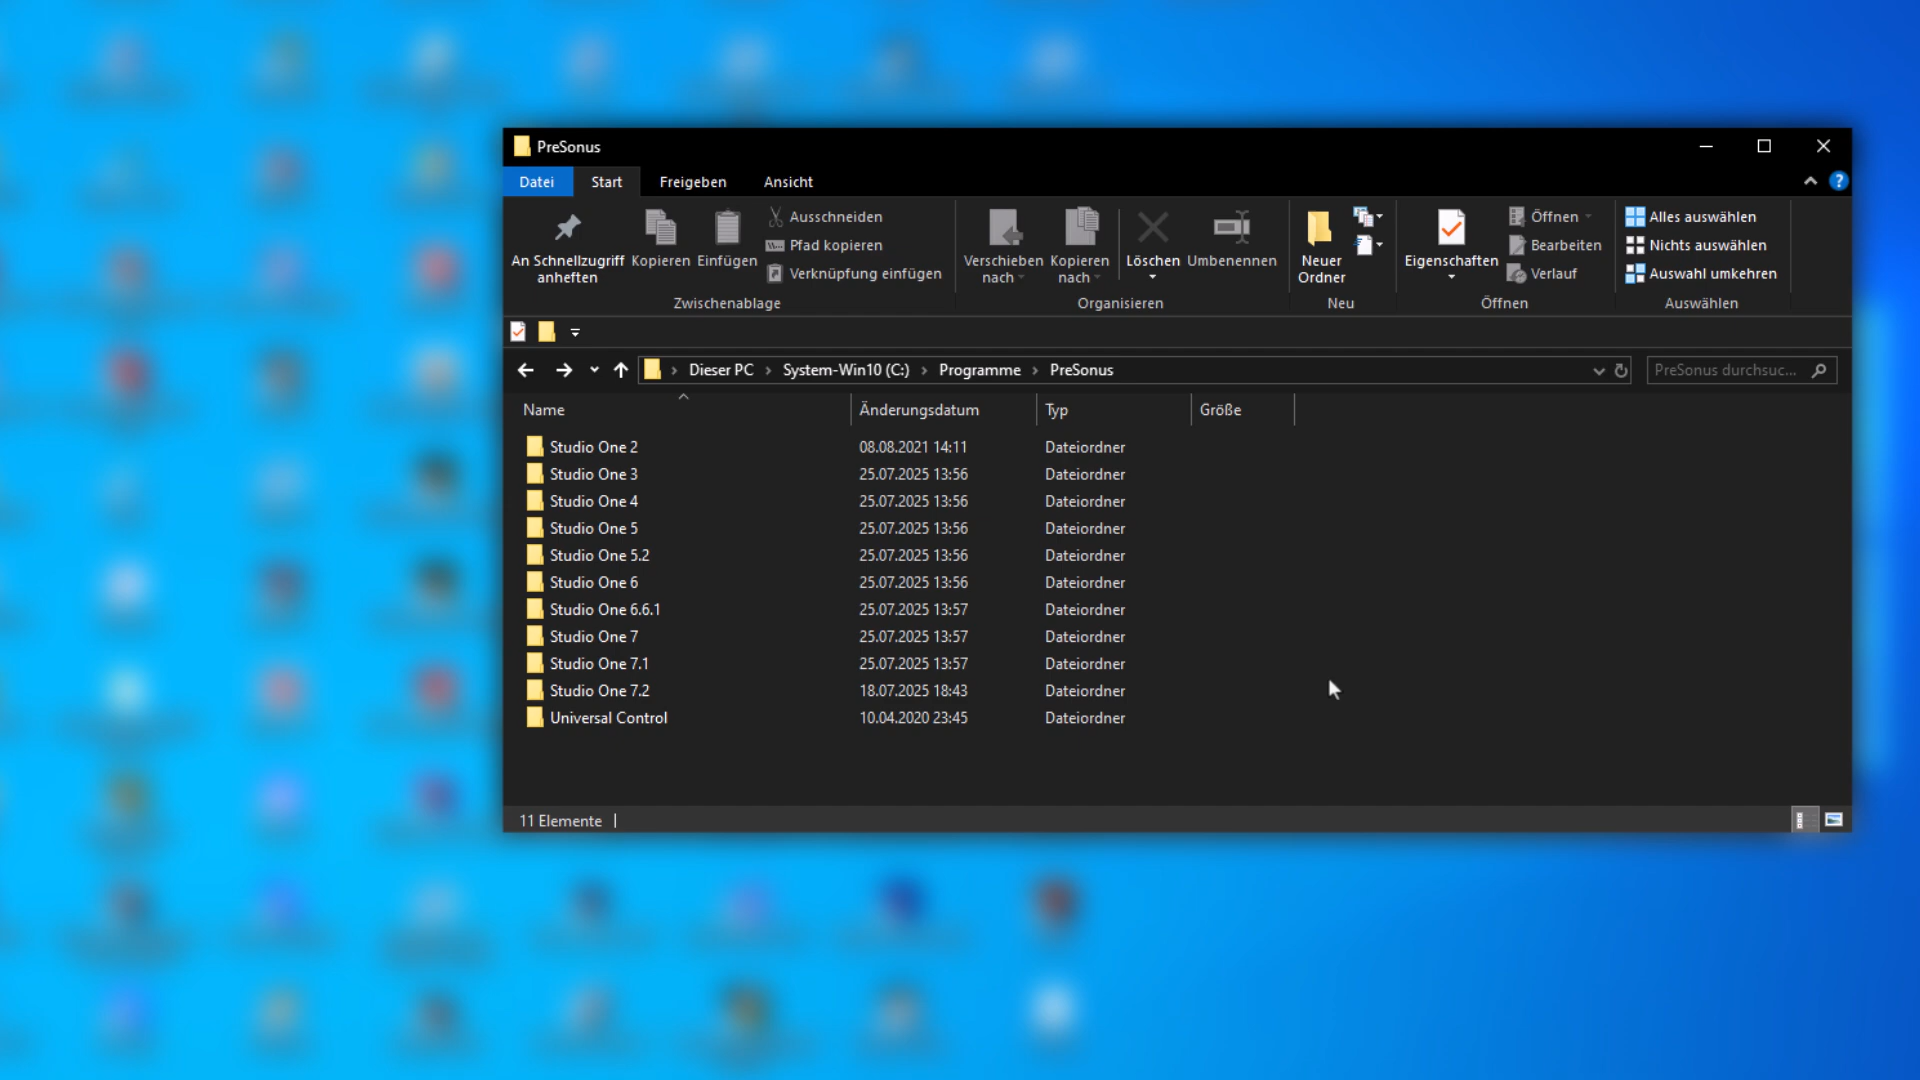 PreSonus
Datei Start Freigeben Ansicht
An Schnellzugriff anheften
Kopieren
Einfügen
Ausschneiden
Pfad kopieren
Verknüpfung einfügen
Zwischenablage
Verschieben nach
Kopieren nach
Löschen
Umbenennen
Organisieren
Neuer Ordner
Neu
Eigenschaften
Öffnen
Bearbeiten
Verlauf
Öffnen
Alles auswählen
Nichts auswählen
Auswahl umkehren
Auswählen
Dieser PC › System-Win10 (C:) › Programme › PreSonus
PreSonus durchsuc...
Name Änderungsdatum Typ Größe
Studio One 2 08.08.2021 14:11 Dateiordner
Studio One 3 25.07.2025 13:56 Dateiordner
Studio One 4 25.07.2025 13:56 Dateiordner
Studio One 5 25.07.2025 13:56 Dateiordner
Studio One 5.2 25.07.2025 13:56 Dateiordner
Studio One 6 25.07.2025 13:56 Dateiordner
Studio One 6.6.1 25.07.2025 13:57 Dateiordner
Studio One 7 25.07.2025 13:57 Dateiordner
Studio One 7.1 25.07.2025 13:57 Dateiordner
Studio One 7.2 18.07.2025 18:43 Dateiordner
Universal Control 10.04.2020 23:45 Dateiordner
11 Elemente